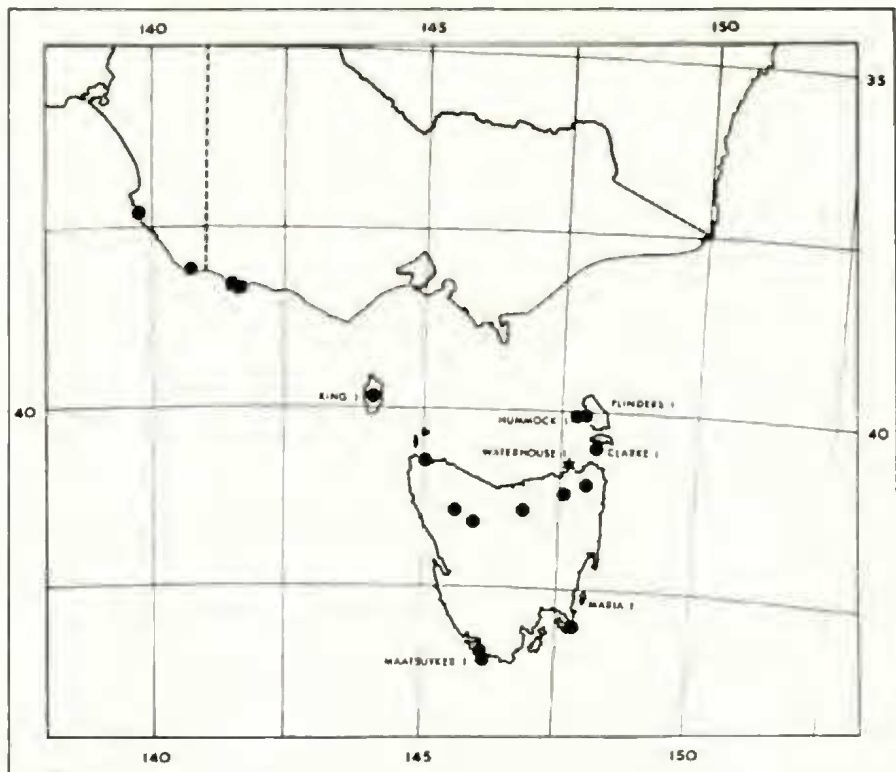 140 145 150
35
KING I
FLINDERS I
HUMMOCK I
40 40
WATERHOUSE I CLARKE I
MARIA I
MAATSUYKER I
140 145 150